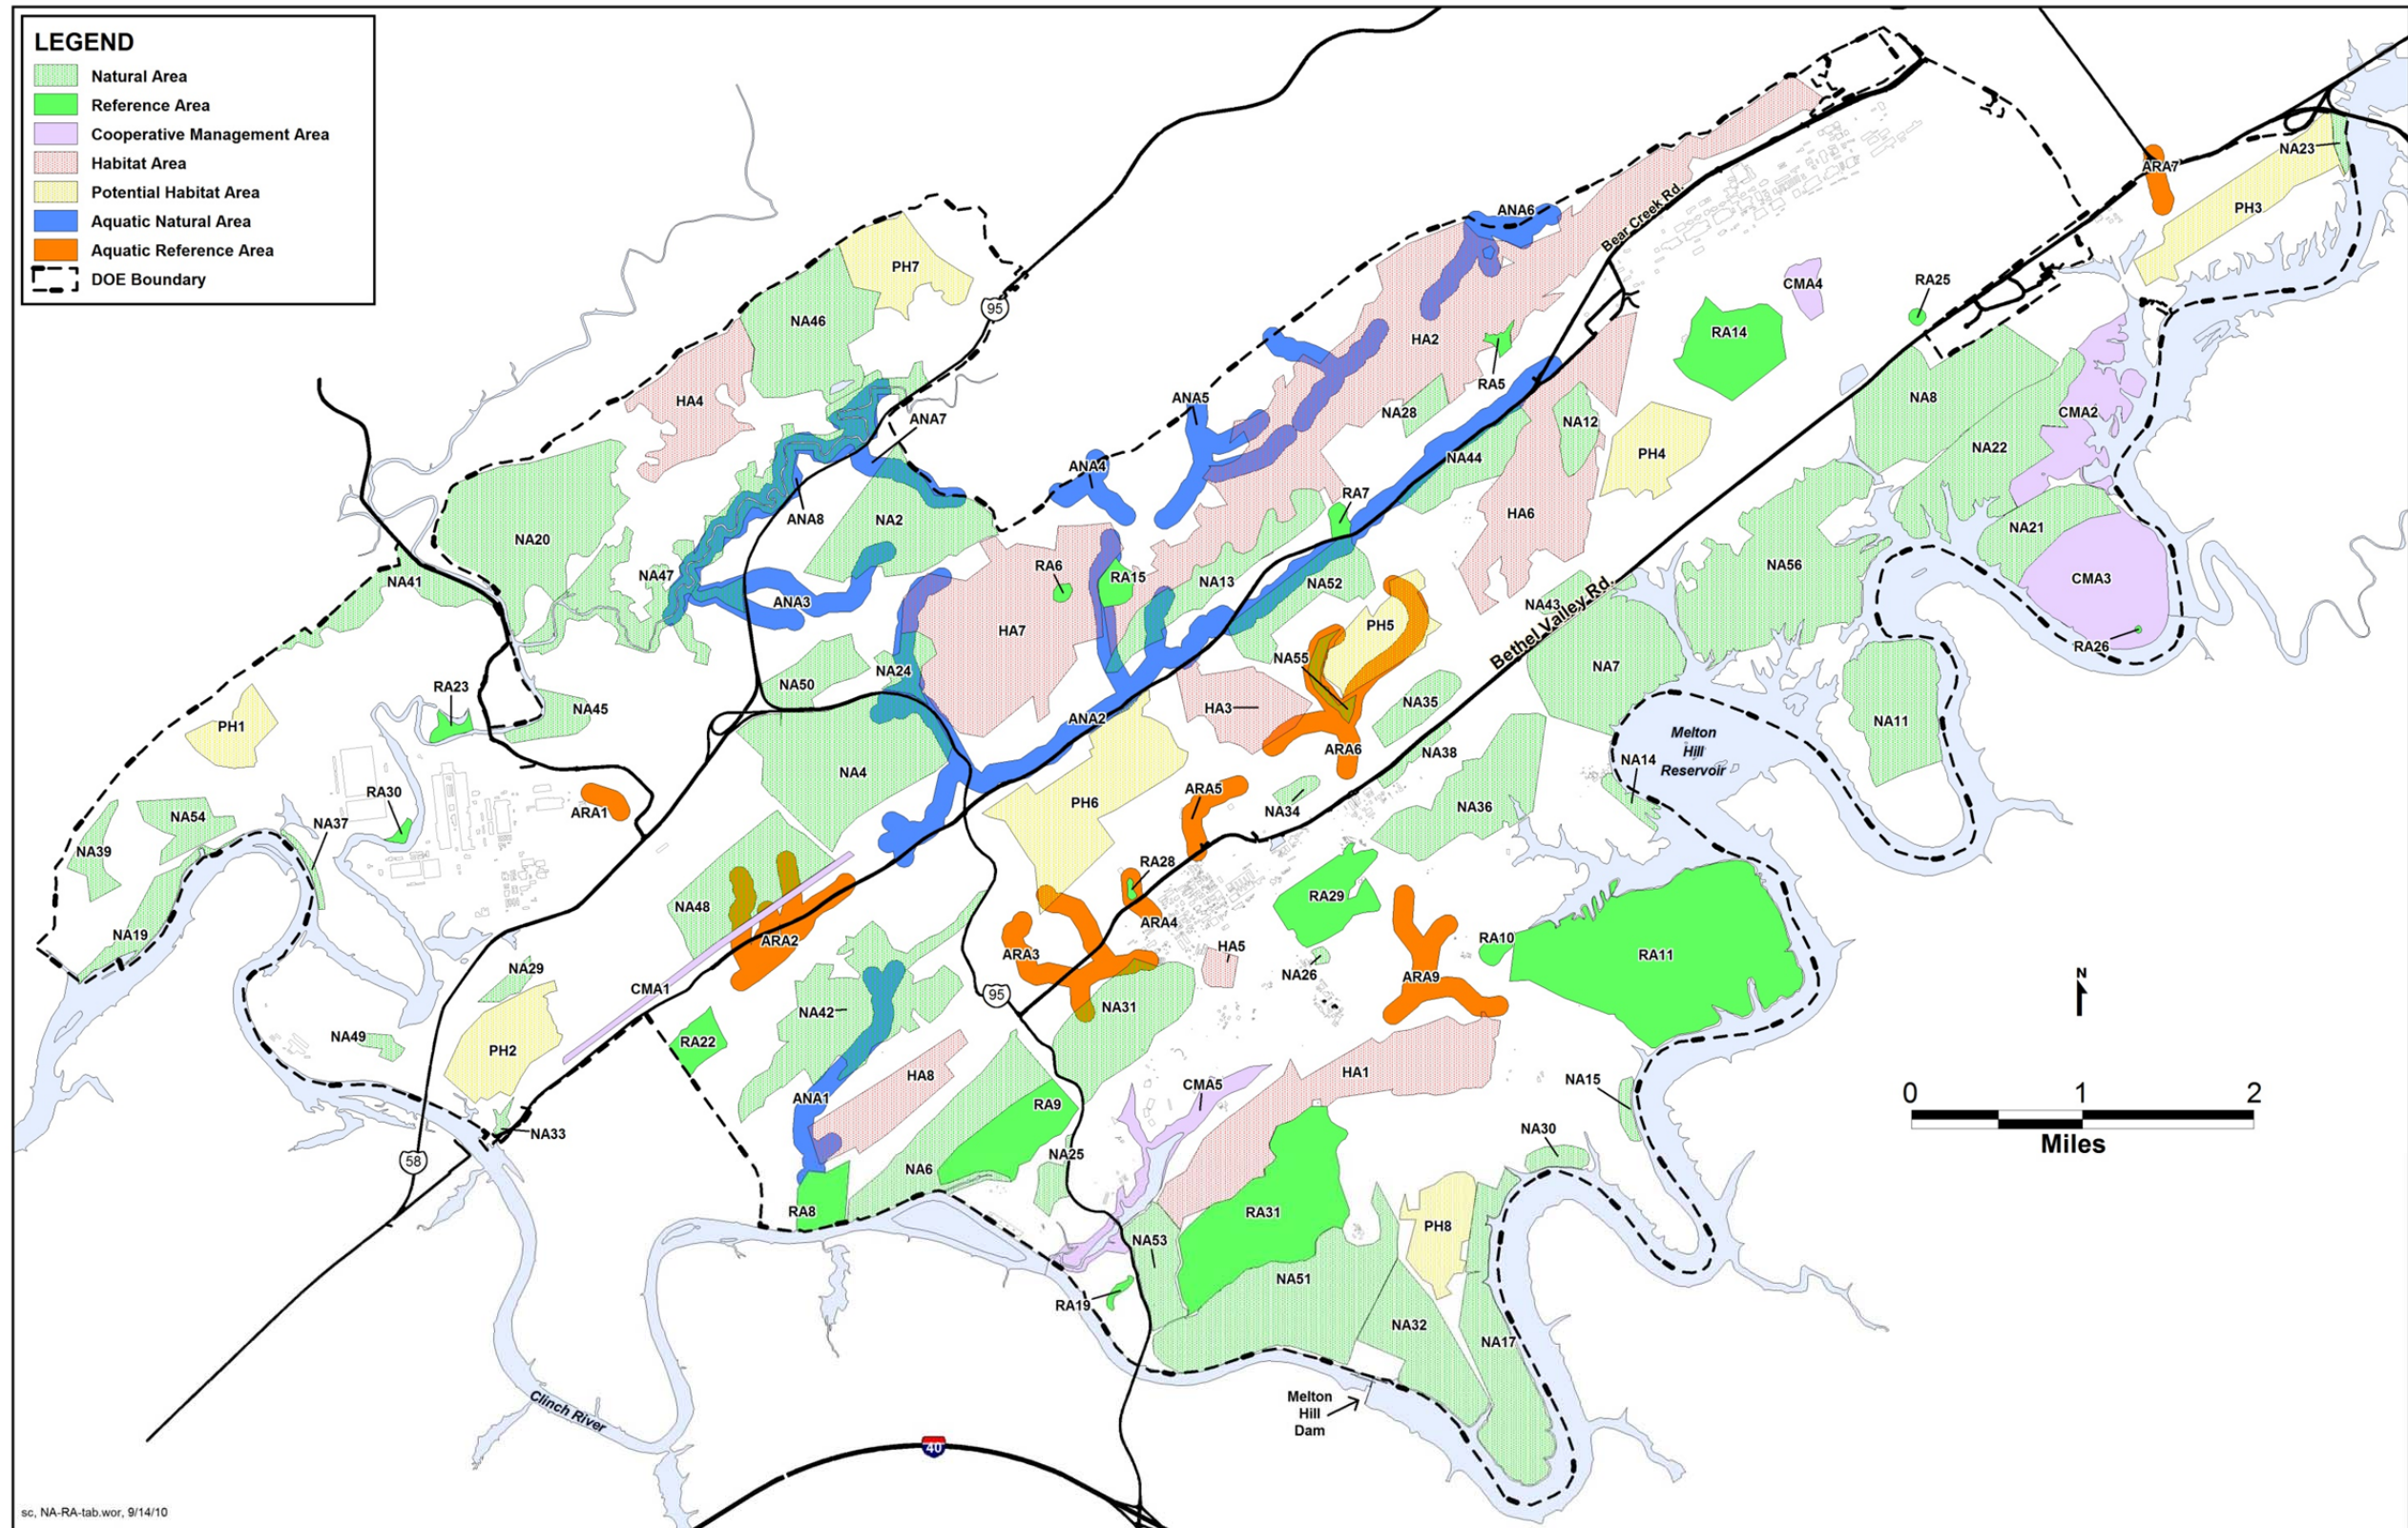 LEGEND
Natural Area
Reference Area
Cooperative Management Area
Habitat Area
Potential Habitat Area
Aquatic Natural Area
Aquatic Reference Area
DOE Boundary
NA23
ARA7
PH3
ANA6
Bear Creek Rd.
PH7
CMA4
RA25
95
NA46
RA14
HA2
RA5
HA4
ANA5
NA8
ANA7
NA28
NA12
CMA2
NA22
PH4
NA44
ANA4
RA7
ANA8
NA2
HA6
NA21
NA20
NA56
RA6
RA15
NA47
NA41
NA13
NA52
CMA3
ANA3
NA43
Bethel Valley Rd.
HA7
PH5
RA26
NA55
NA7
NA24
NA50
RA23
NA35
NA45
HA3
ANA2
NA11
PH1
Melton
Hill
Reservoir
ARA6
NA38
NA14
NA4
ARA5
RA30
PH6
NA36
ARA1
NA34
NA54
NA37
NA39
RA28
RA29
NA48
ARA4
NA19
ARA2
RA10
HA5
ARA3
RA11
NA29
NA26
ARA9
CMA1
95
NA31
NA42
NA49
RA22
PH2
N
HA8
HA1
NA15
CMA5
0 1 2
Miles
ANA1
RA9
NA33
NA30
NA25
58
NA6
RA8
RA31
PH8
NA53
NA51
RA19
NA32
NA17
Clinch River
Melton
Hill
Dam
40
sc, NA-RA-tab.wor, 9/14/10